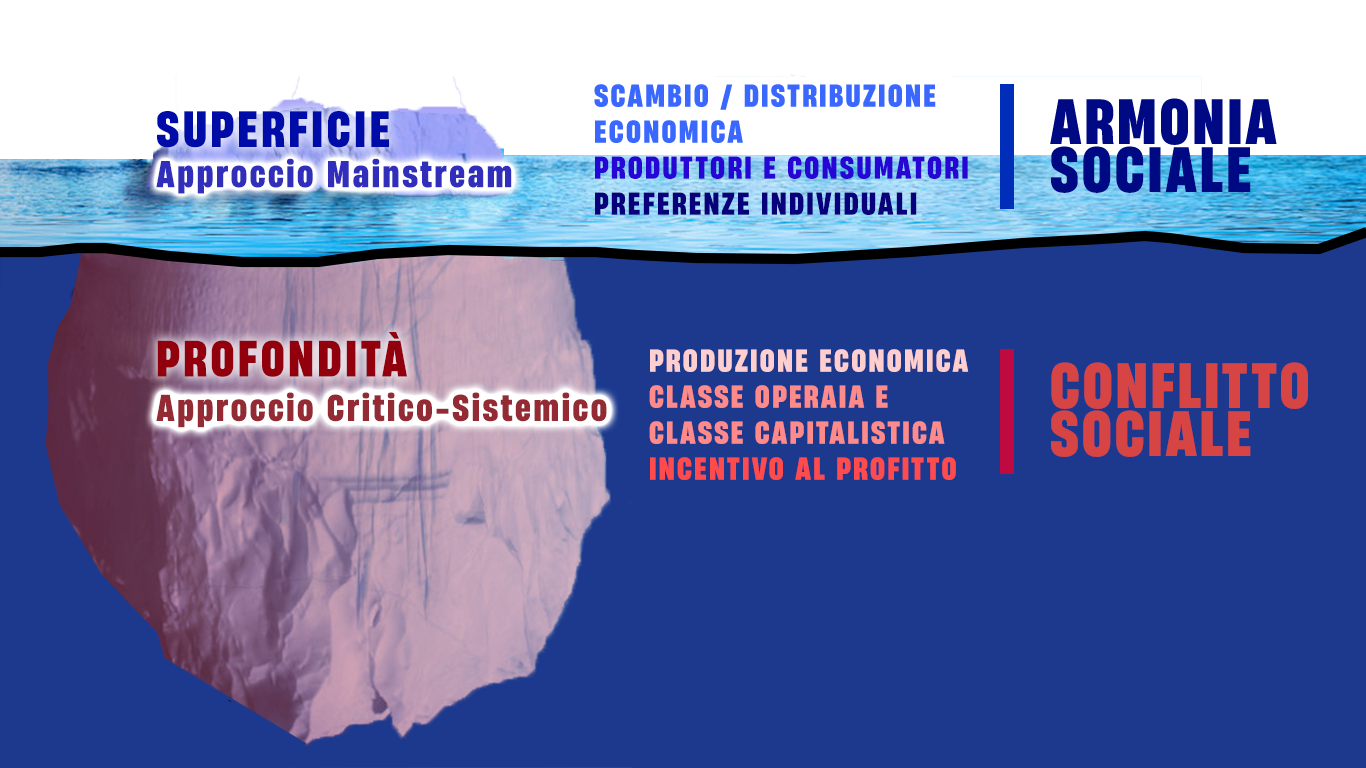 SUPERFICIE
Approccio Mainstream
SCAMBIO / DISTRIBUZIONE
ECONOMICA
PRODUTTORI E CONSUMATORI
PREFERENZE INDIVIDUALI
ARMONIA
SOCIALE
PROFONDITÀ
Approccio Critico-Sistemico
PRODUZIONE ECONOMICA
CLASSE OPERAIA E
CLASSE CAPITALISTICA
INCENTIVO AL PROFITTO
CONFLITTO
SOCIALE